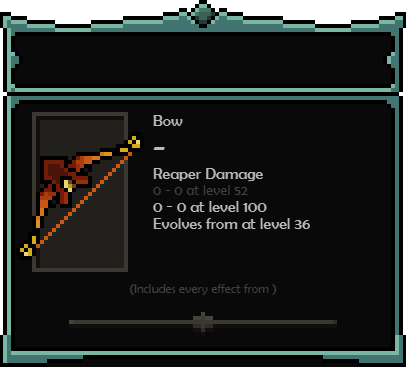 Bow
–
Reaper Damage
0 - 0 at level 52
0 - 0 at level 100
Evolves from at level 36
(Includes every effect from )